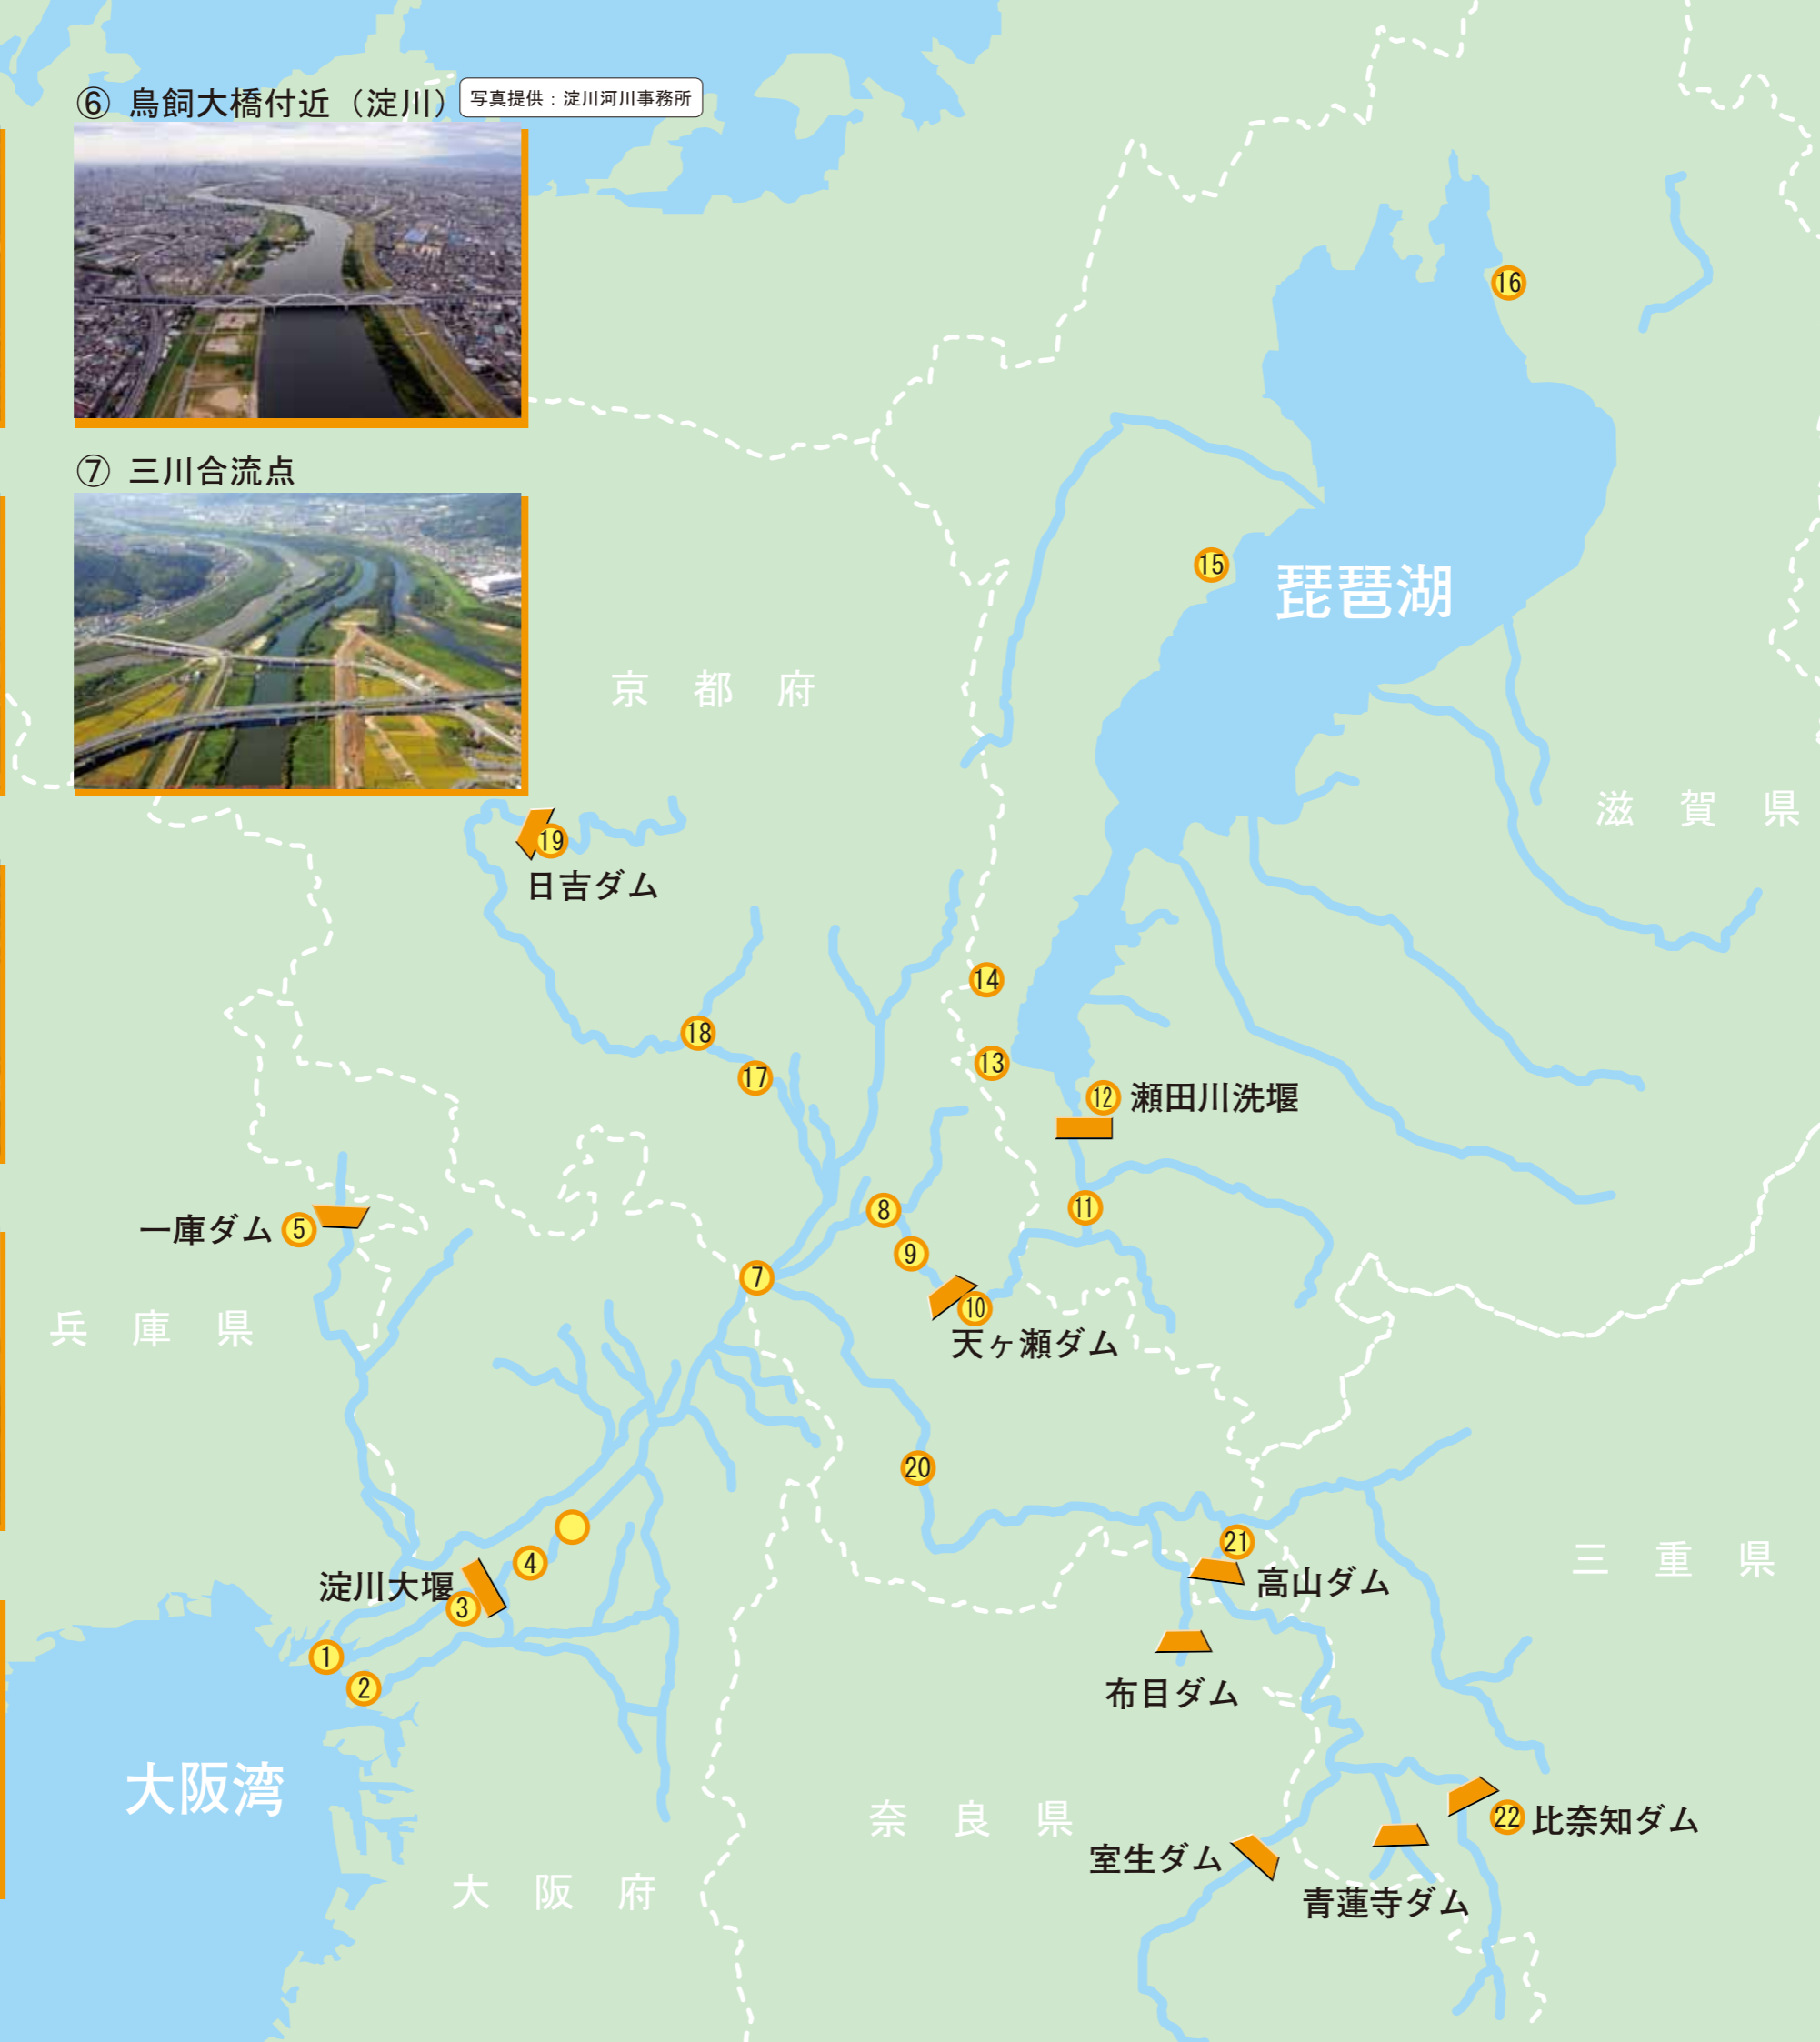 ⑥ 鳥飼大橋付近（淀川）
写真提供：淀川河川事務所
⑦ 三川合流点
16
15
琵琶湖
京都府
滋賀県
19
日吉ダム
14
18
13
17
12 瀬田川洗堰
11
8
一庫ダム 5
9
7
10
天ヶ瀬ダム
兵庫県
20
21
4
三重県
高山ダム
淀川大堰
3
1
2
布目ダム
大阪湾
奈良県
22 比奈知ダム
室生ダム
大阪府
青蓮寺ダム